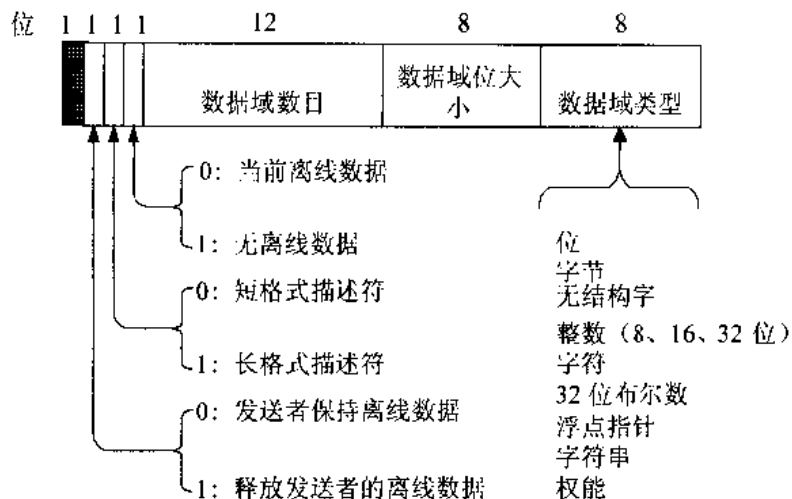 位 1 1 1 1 12 8 8
数据域数目
数据域位大
小
数据域类型
0：当前离线数据
1：无离线数据
0：短格式描述符
1：长格式描述符
0：发送者保持离线数据
1：释放发送者的离线数据
位
字节
无结构字
整数（8、16、32 位）
字符
32 位布尔数
浮点指针
字符串
权能